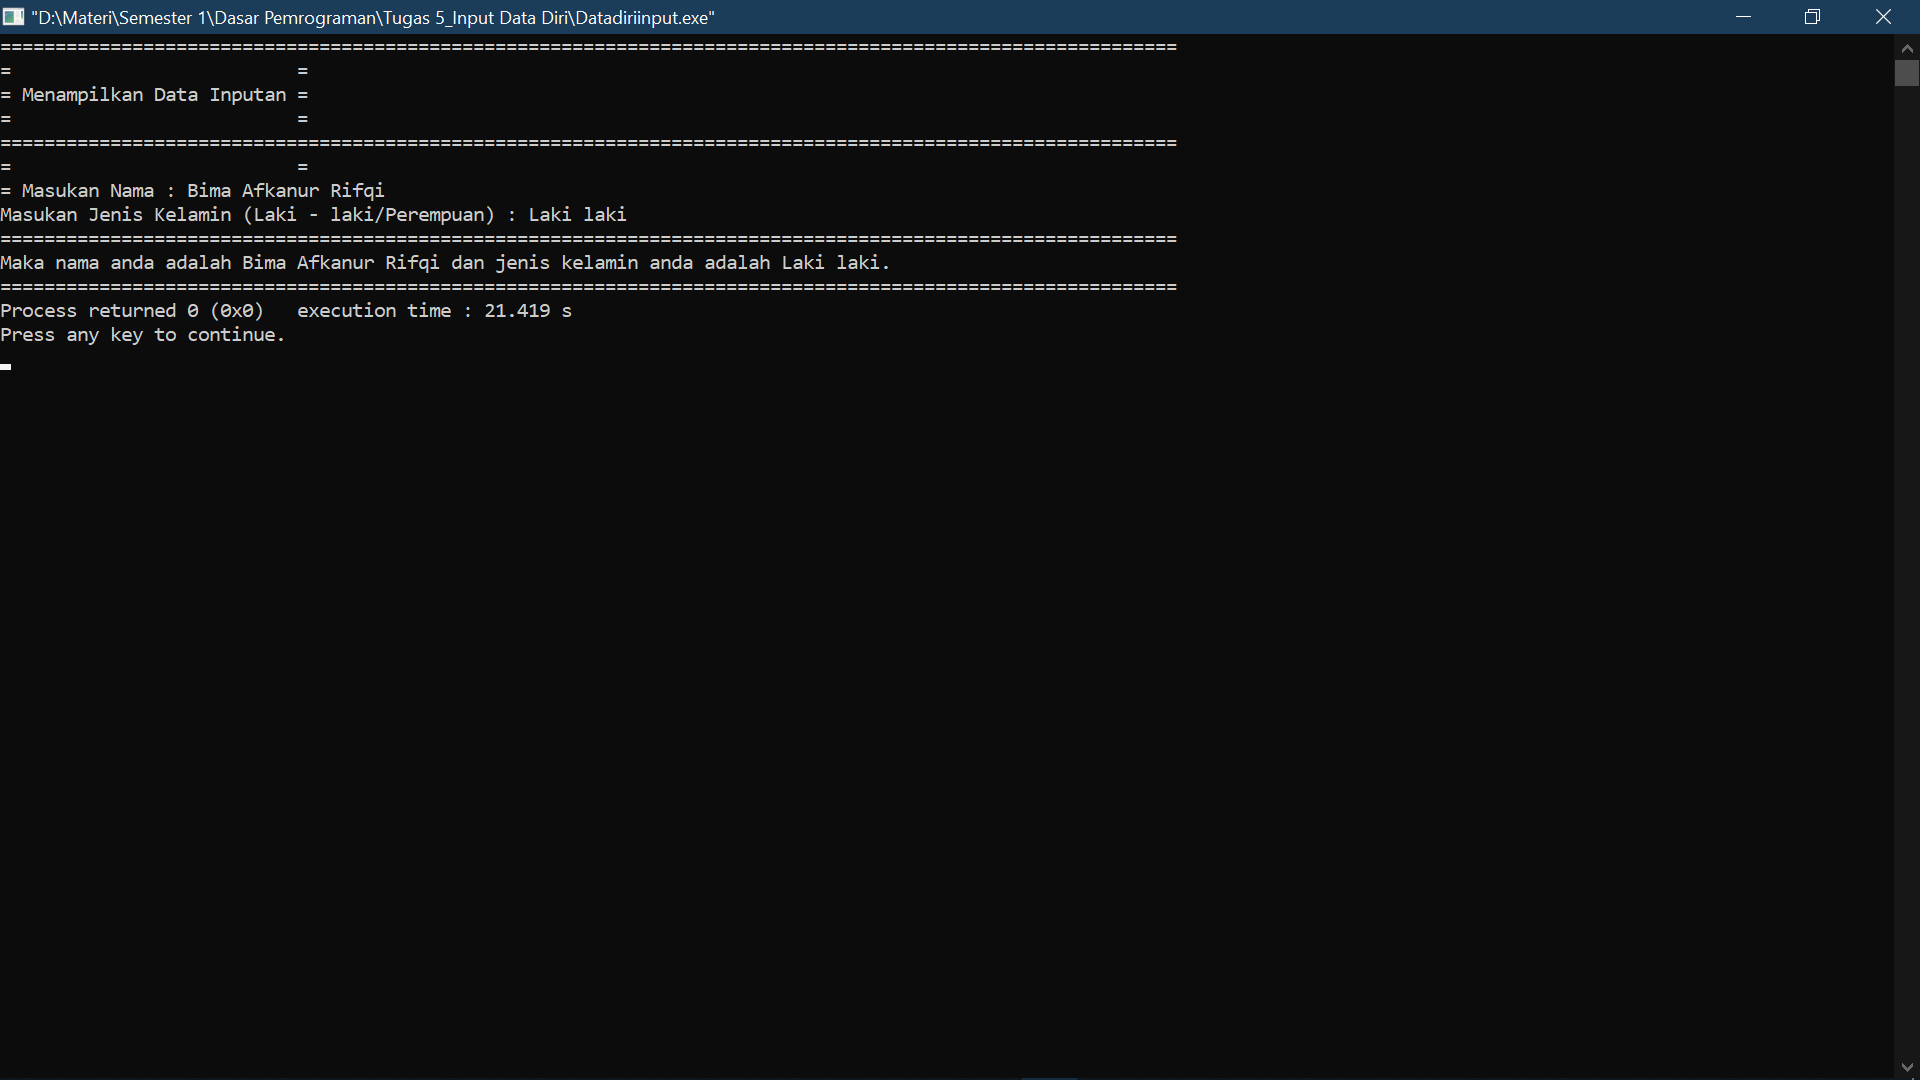 "D:\Materi\Semester 1\Dasar Pemrograman\Tugas 5_Input Data Diri\Datadiriinput.exe"
===========================================================================================================
=                          =
= Menampilkan Data Inputan =
=                          =
===========================================================================================================
=                          =
= Masukan Nama : Bima Afkanur Rifqi
Masukan Jenis Kelamin (Laki - laki/Perempuan) : Laki laki
===========================================================================================================
Maka nama anda adalah Bima Afkanur Rifqi dan jenis kelamin anda adalah Laki laki.
===========================================================================================================
Process returned 0 (0x0)   execution time : 21.419 s
Press any key to continue.